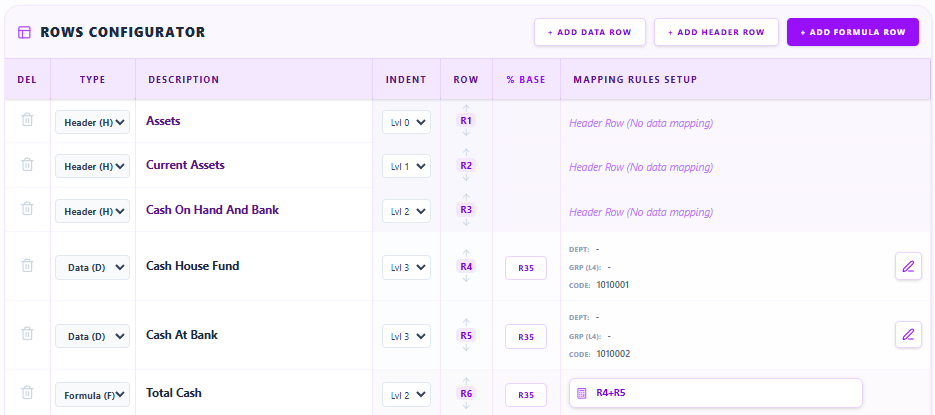 ROWS CONFIGURATOR
+ ADD DATA ROW
+ ADD HEADER ROW
+ ADD FORMULA ROW
DEL TYPE DESCRIPTION INDENT ROW % BASE MAPPING RULES SETUP
Header (H) Assets Lvl 0 R1 Header Row (No data mapping)
Header (H) Current Assets Lvl 1 R2 Header Row (No data mapping)
Header (H) Cash On Hand And Bank Lvl 2 R3 Header Row (No data mapping)
DEPT: -
Data (D) Cash House Fund Lvl 3 R4 R35 GRP (L4): -
CODE: 1010001
DEPT: -
Data (D) Cash At Bank Lvl 3 R5 R35 GRP (L4): -
CODE: 1010002
Formula (F) Total Cash Lvl 2 R6 R35 R4+R5